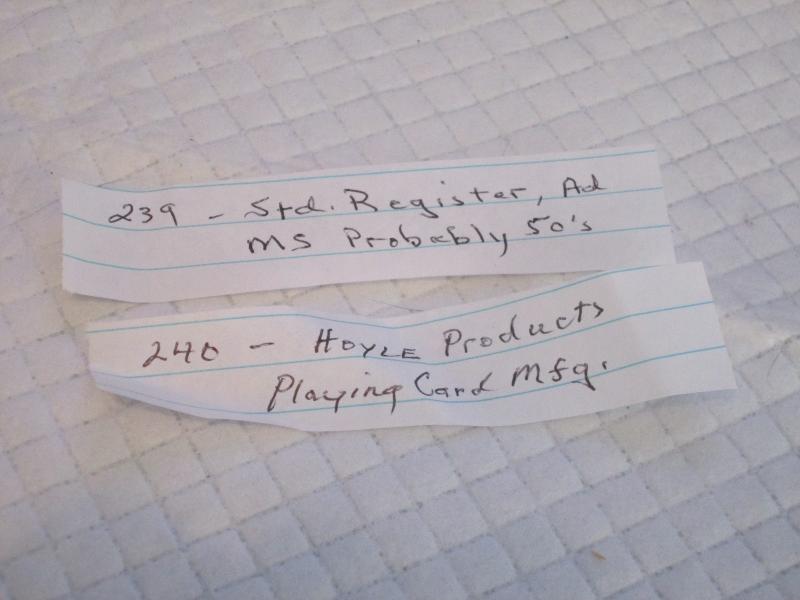 239 - Std. Register, Ad
MS Probably 50's
240 - HOYLE Products
Playing Card Mfg.